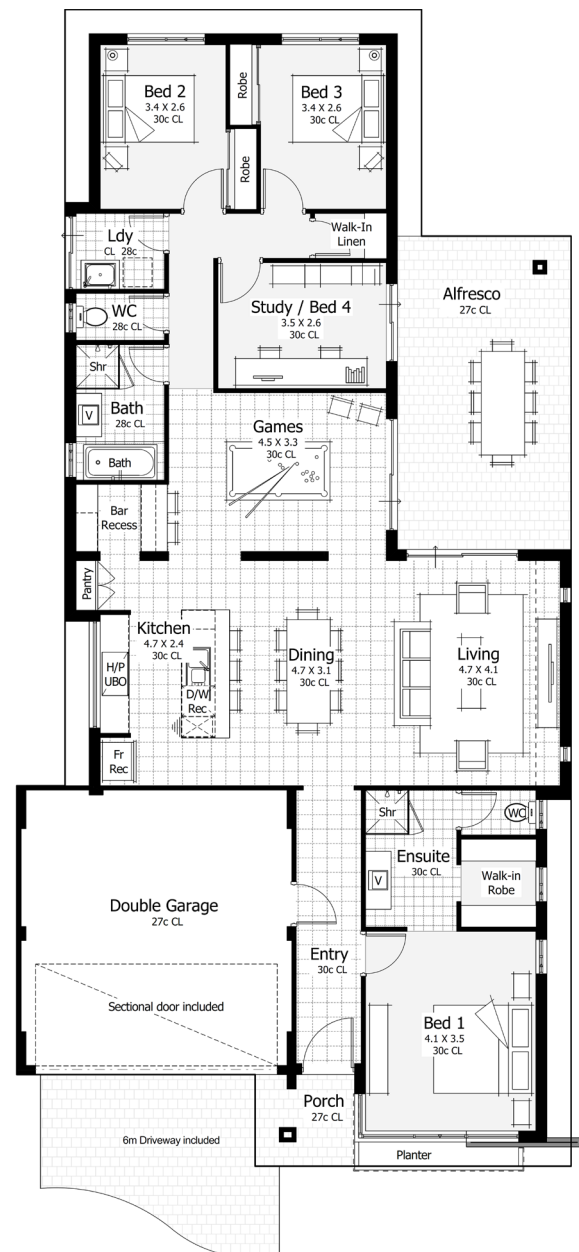 Bed 2
3.4 X 2.6
30c CL
Robe
Robe
Bed 3
3.4 X 2.6
30c CL
Walk-In
Linen
Ldy
CL 28c
WC
28c CL
Study / Bed 4
3.5 X 2.6
30c CL
Alfresco
27c CL
Shr
V
Bath
28c CL
Bath
Games
4.5 X 3.3
30c CL
Bar
Recess
Pantry
Kitchen
4.7 X 2.4
30c CL
H/P
UBO
D/W
Rec
Fr
Rec
Dining
4.7 X 3.1
30c CL
Living
4.7 X 4.1
30c CL
Shr
WC
Ensuite
30c CL
V
Walk-in
Robe
Double Garage
27c CL
Sectional door included
Entry
30c CL
Bed 1
4.1 X 3.5
30c CL
Porch
27c CL
6m Driveway included
Planter